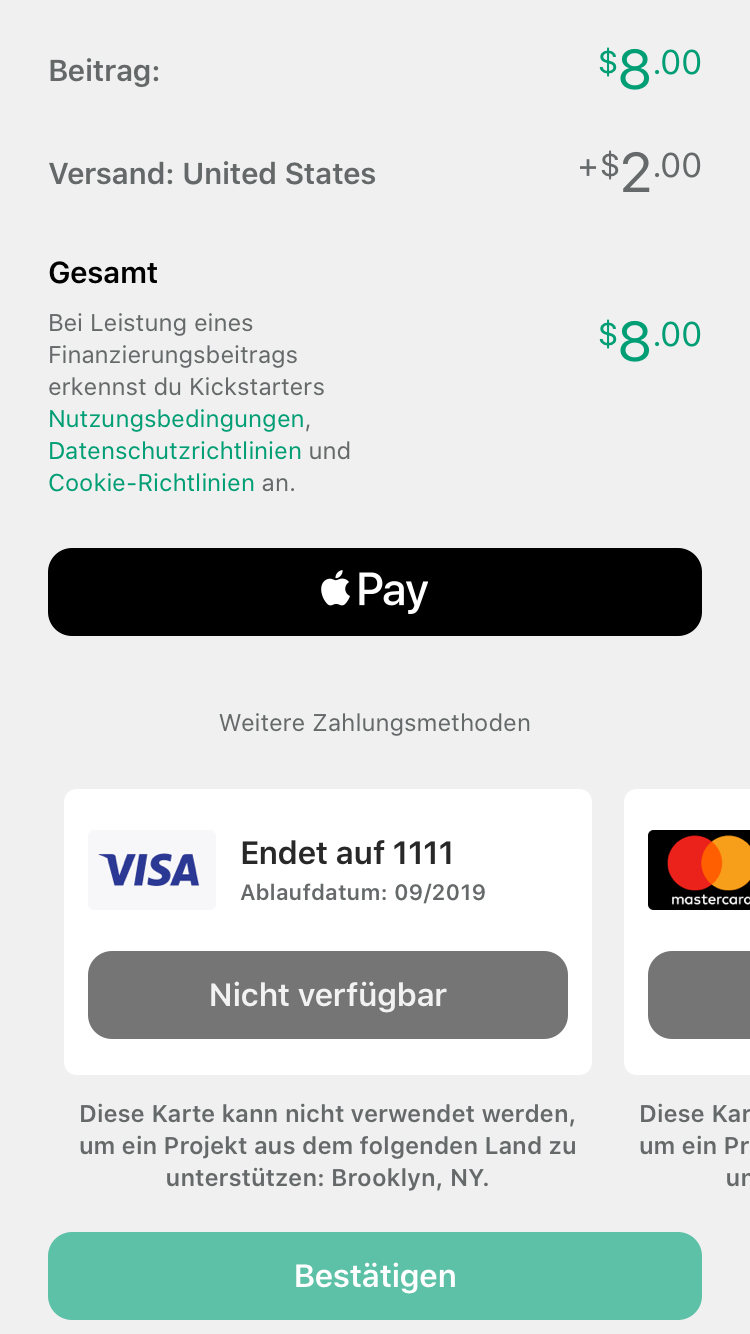 Beitrag: $8.00
Versand: United States +$2.00
Gesamt
Bei Leistung eines
Finanzierungsbeitrags
erkennst du Kickstarters
Nutzungsbedingungen,
Datenschutzrichtlinien und
Cookie-Richtlinien an.
$8.00
Pay
Weitere Zahlungsmethoden
VISA
Endet auf 1111
Ablaufdatum: 09/2019
Nicht verfügbar
Diese Karte kann nicht verwendet werden,
um ein Projekt aus dem folgenden Land zu
unterstützen: Brooklyn, NY.
mastercard
Diese Kar
um ein Pr
un
Bestätigen